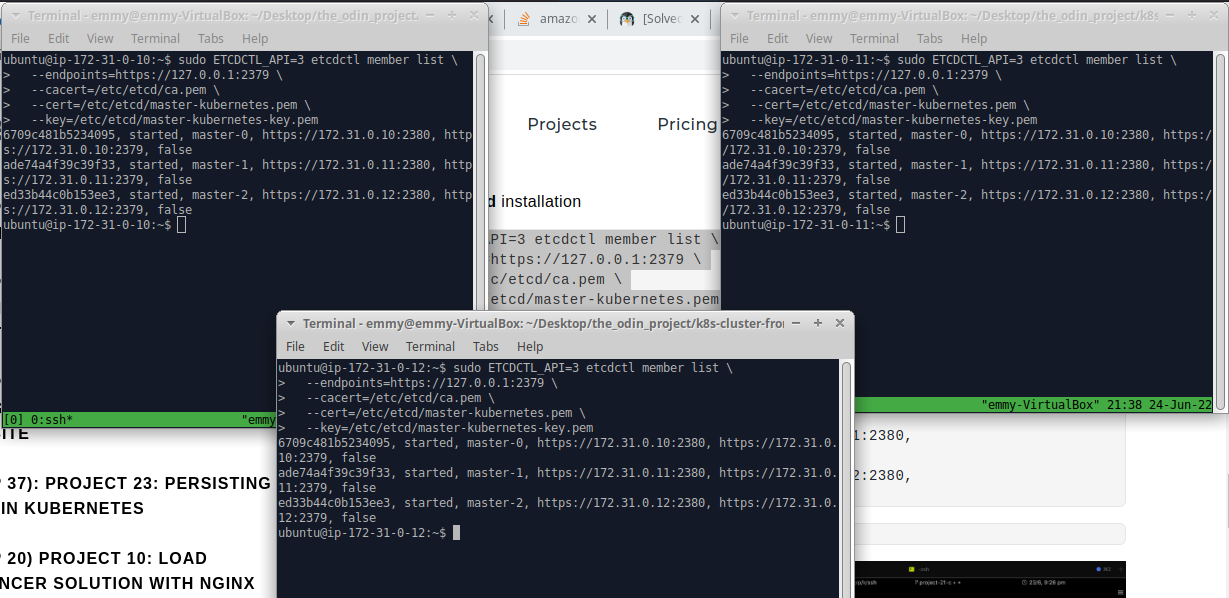 Terminal - emmy@emmy-VirtualBox: ~/Desktop/the_odin_project
File Edit View Terminal Tabs Help
ubuntu@ip-172-31-0-10:~$ sudo ETCDCTL_API=3 etcdctl member list \
>   --endpoints=https://127.0.0.1:2379 \
>   --cacert=/etc/etcd/ca.pem \
>   --cert=/etc/etcd/master-kubernetes.pem \
>   --key=/etc/etcd/master-kubernetes-key.pem
6709c481b5234095, started, master-0, https://172.31.0.10:2380, http
s://172.31.0.10:2379, false
ade74a4f39c39f33, started, master-1, https://172.31.0.11:2380, http
s://172.31.0.11:2379, false
ed33b44c0b153ee3, started, master-2, https://172.31.0.12:2380, http
s://172.31.0.12:2379, false
ubuntu@ip-172-31-0-10:~$
[0] 0:ssh* "emmy
amazo
[Solved
Projects Pricing
d installation
API=3 etcdctl member list \
=https://127.0.0.1:2379 \
c/etcd/ca.pem \
etcd/master-kubernetes.pem
Terminal - emmy@emmy-VirtualBox: ~/Desktop/the_odin_project/k8s
File Edit View Terminal Tabs Help
ubuntu@ip-172-31-0-11:~$ sudo ETCDCTL_API=3 etcdctl member list \
>   --endpoints=https://127.0.0.1:2379 \
>   --cacert=/etc/etcd/ca.pem \
>   --cert=/etc/etcd/master-kubernetes.pem \
>   --key=/etc/etcd/master-kubernetes-key.pem
6709c481b5234095, started, master-0, https://172.31.0.10:2380, https:/
/172.31.0.10:2379, false
ade74a4f39c39f33, started, master-1, https://172.31.0.11:2380, https:/
/172.31.0.11:2379, false
ed33b44c0b153ee3, started, master-2, https://172.31.0.12:2380, https:/
/172.31.0.12:2379, false
ubuntu@ip-172-31-0-11:~$
"emmy-VirtualBox" 21:38 24-Jun-22
Terminal - emmy@emmy-VirtualBox: ~/Desktop/the_odin_project/k8s-cluster-fro
File Edit View Terminal Tabs Help
ubuntu@ip-172-31-0-12:~$ sudo ETCDCTL_API=3 etcdctl member list \
>   --endpoints=https://127.0.0.1:2379 \
>   --cacert=/etc/etcd/ca.pem \
>   --cert=/etc/etcd/master-kubernetes.pem \
>   --key=/etc/etcd/master-kubernetes-key.pem
6709c481b5234095, started, master-0, https://172.31.0.10:2380, https://172.31.0.
10:2379, false
ade74a4f39c39f33, started, master-1, https://172.31.0.11:2380, https://172.31.0.
11:2379, false
ed33b44c0b153ee3, started, master-2, https://172.31.0.12:2380, https://172.31.0.
12:2379, false
ubuntu@ip-172-31-0-12:~$
SITE
37): PROJECT 23: PERSISTING
IN KUBERNETES
20) PROJECT 10: LOAD
NCER SOLUTION WITH NGINX
1:2380,
2:2380,